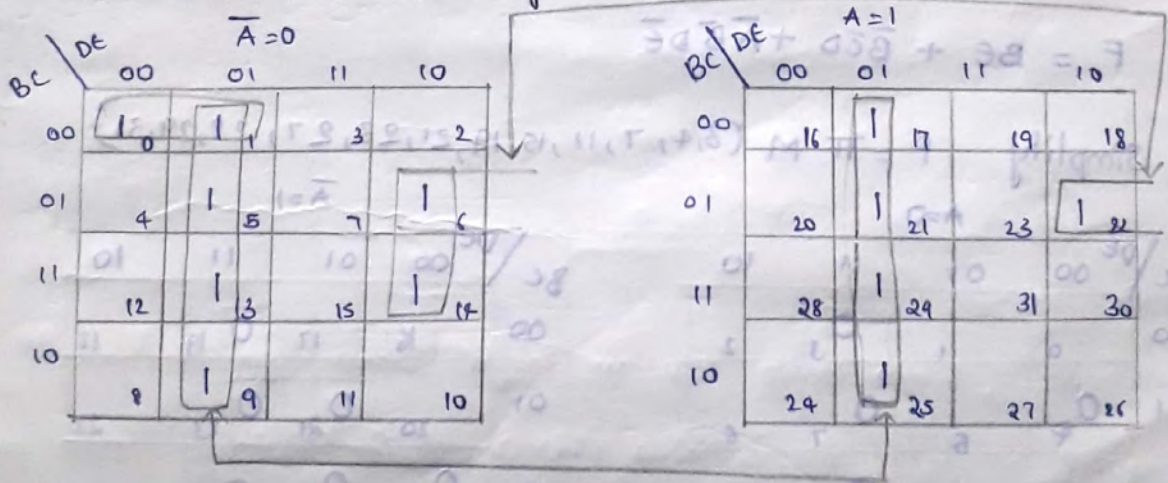 A̅=0 A=1
BC \ DE 00 01 11 10 BC \ DE 00 01 11 10
00 1 0 1 1 3 2 00 16 1 17 19 18
01 4 1 5 7 1 6 01 20 1 21 23 1 22
11 12 1 13 15 1 14 11 28 1 29 31 30
10 8 1 9 11 10 10 24 1 25 27 26